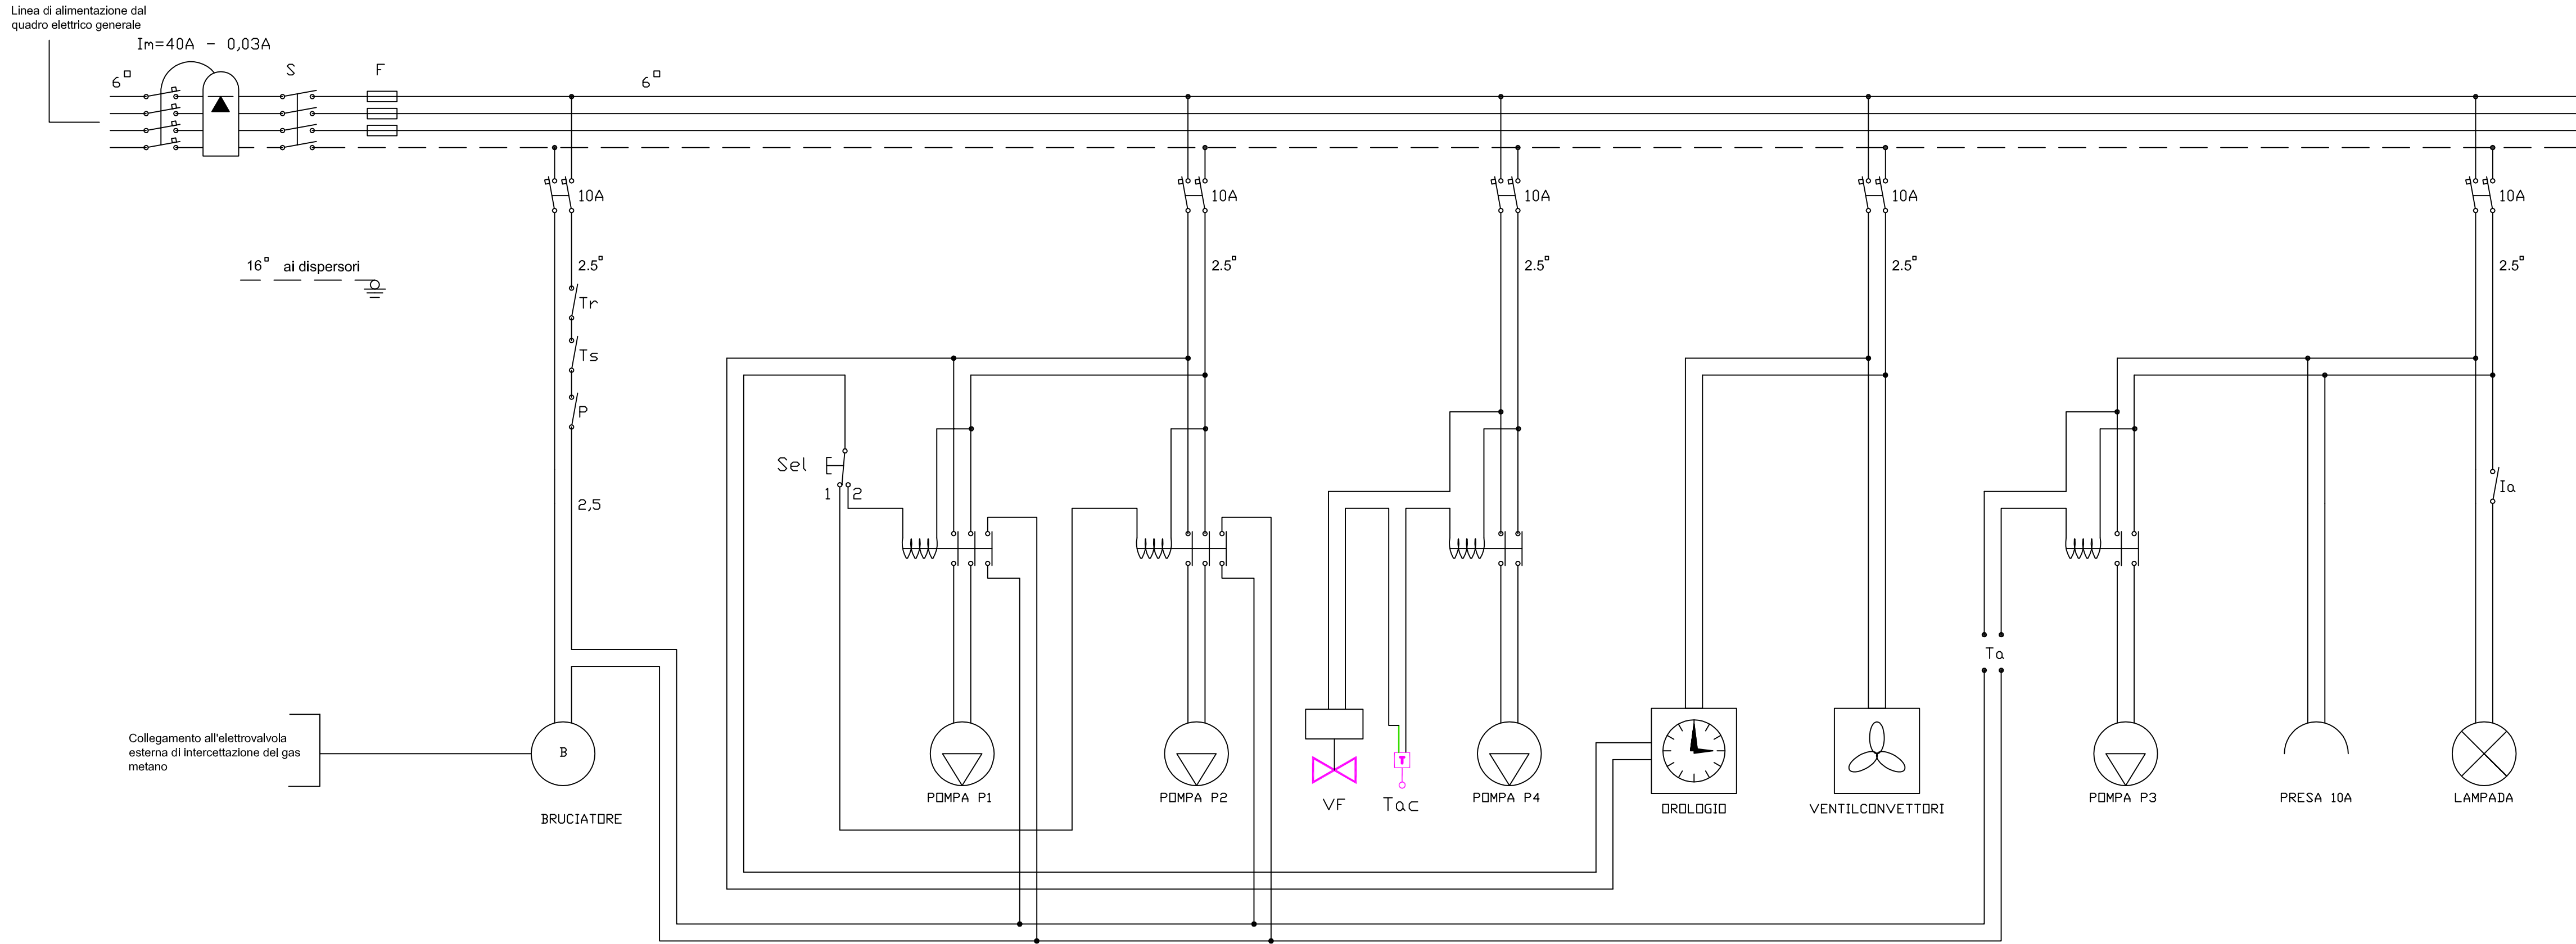 Linea di alimentazione dal
quadro elettrico generale
Im=40A - 0,03A
6□
S
F
6□
10A
10A
10A
10A
10A
16□ ai dispersori
2.5□
2.5□
2.5□
2.5□
2.5□
Tr
Ts
P
Sel
1
2
2,5
Ia
Ta
Collegamento all'elettrovalvola
esterna di intercettazione del gas
metano
B
T
BRUCIATORE
POMPA P1
POMPA P2
VF
Tac
POMPA P4
OROLOGIO
VENTILCONVETTORI
POMPA P3
PRESA 10A
LAMPADA